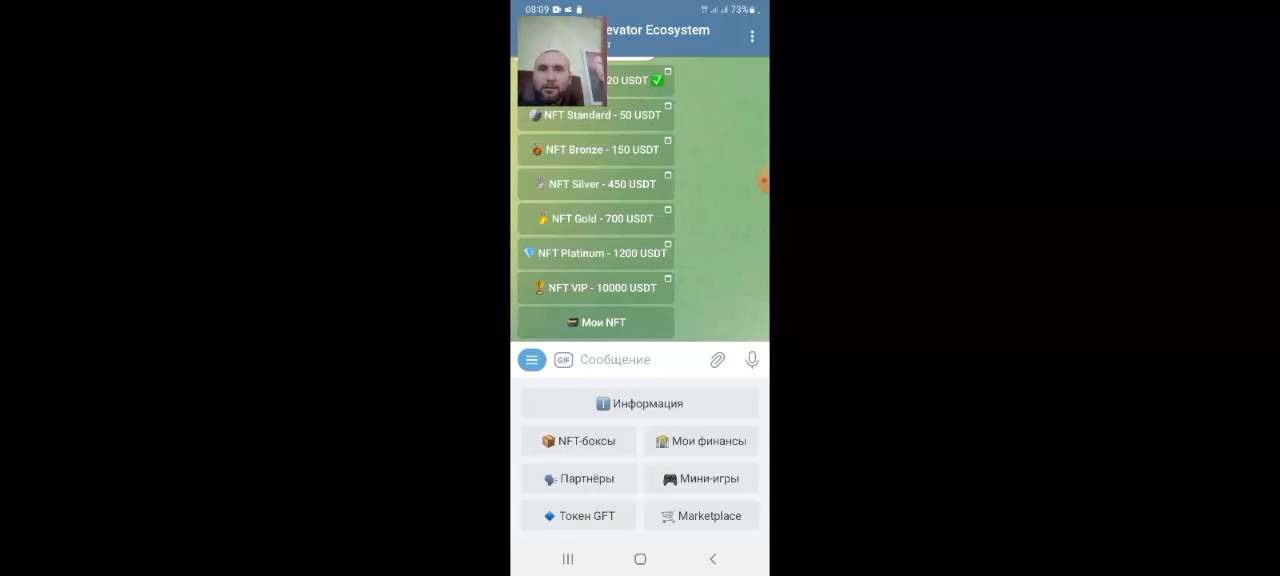 08:09 73%
evator Ecosystem
т
20 USDT ✅
NFT Standard - 50 USDT
NFT Bronze - 150 USDT
NFT Silver - 450 USDT
NFT Gold - 700 USDT
NFT Platinum - 1200 USDT
NFT VIP - 10000 USDT
Мои NFT
GIF Сообщение
Информация
NFT-боксы
Мои финансы
Партнёры
Мини-игры
Токен GFT
Marketplace